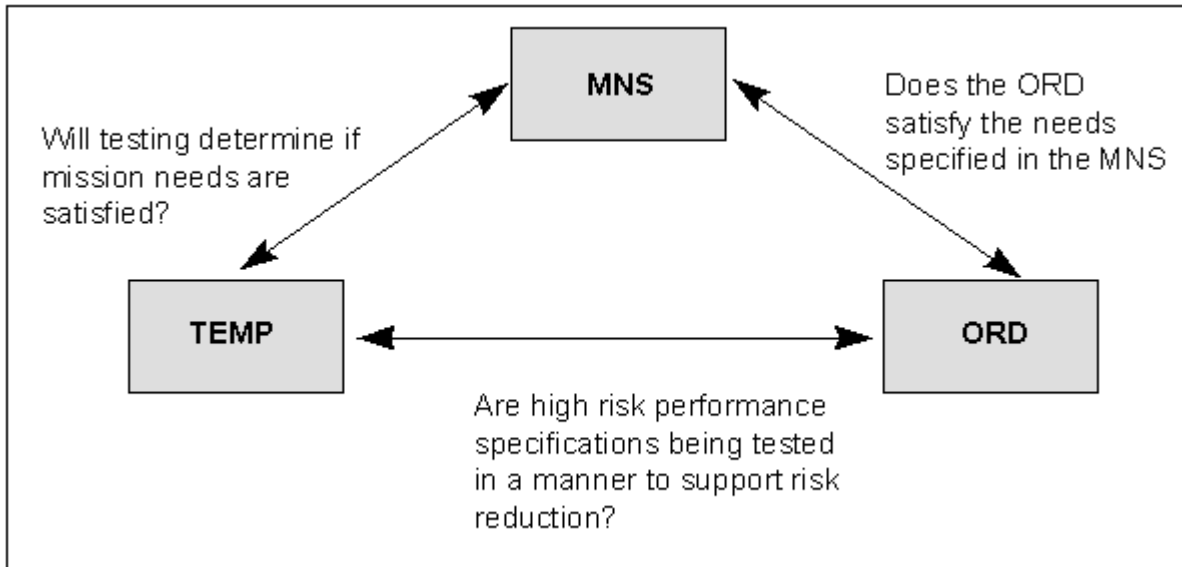 MNS
Does the ORD
satisfy the needs
specified in the MNS
Will testing determine if
mission needs are
satisfied?
TEMP
ORD
Are high risk performance
specifications being tested
in a manner to support risk
reduction?